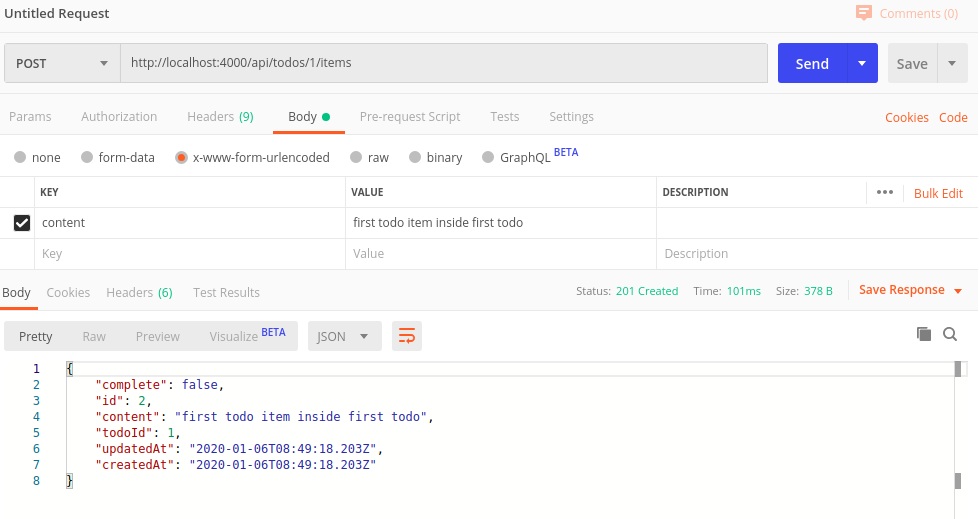 Untitled Request Comments (0)
POST http://localhost:4000/api/todos/1/items Send Save
Params Authorization Headers (9) Body Pre-request Script Tests Settings Cookies Code
none form-data x-www-form-urlencoded raw binary GraphQL BETA
KEY VALUE DESCRIPTION ••• Bulk Edit
content first todo item inside first todo
Key Value Description
Body Cookies Headers (6) Test Results Status: 201 Created Time: 101ms Size: 378 B Save Response
Pretty Raw Preview Visualize BETA JSON
1 {
2 "complete": false,
3 "id": 2,
4 "content": "first todo item inside first todo",
5 "todoId": 1,
6 "updatedAt": "2020-01-06T08:49:18.203Z",
7 "createdAt": "2020-01-06T08:49:18.203Z"
8 }